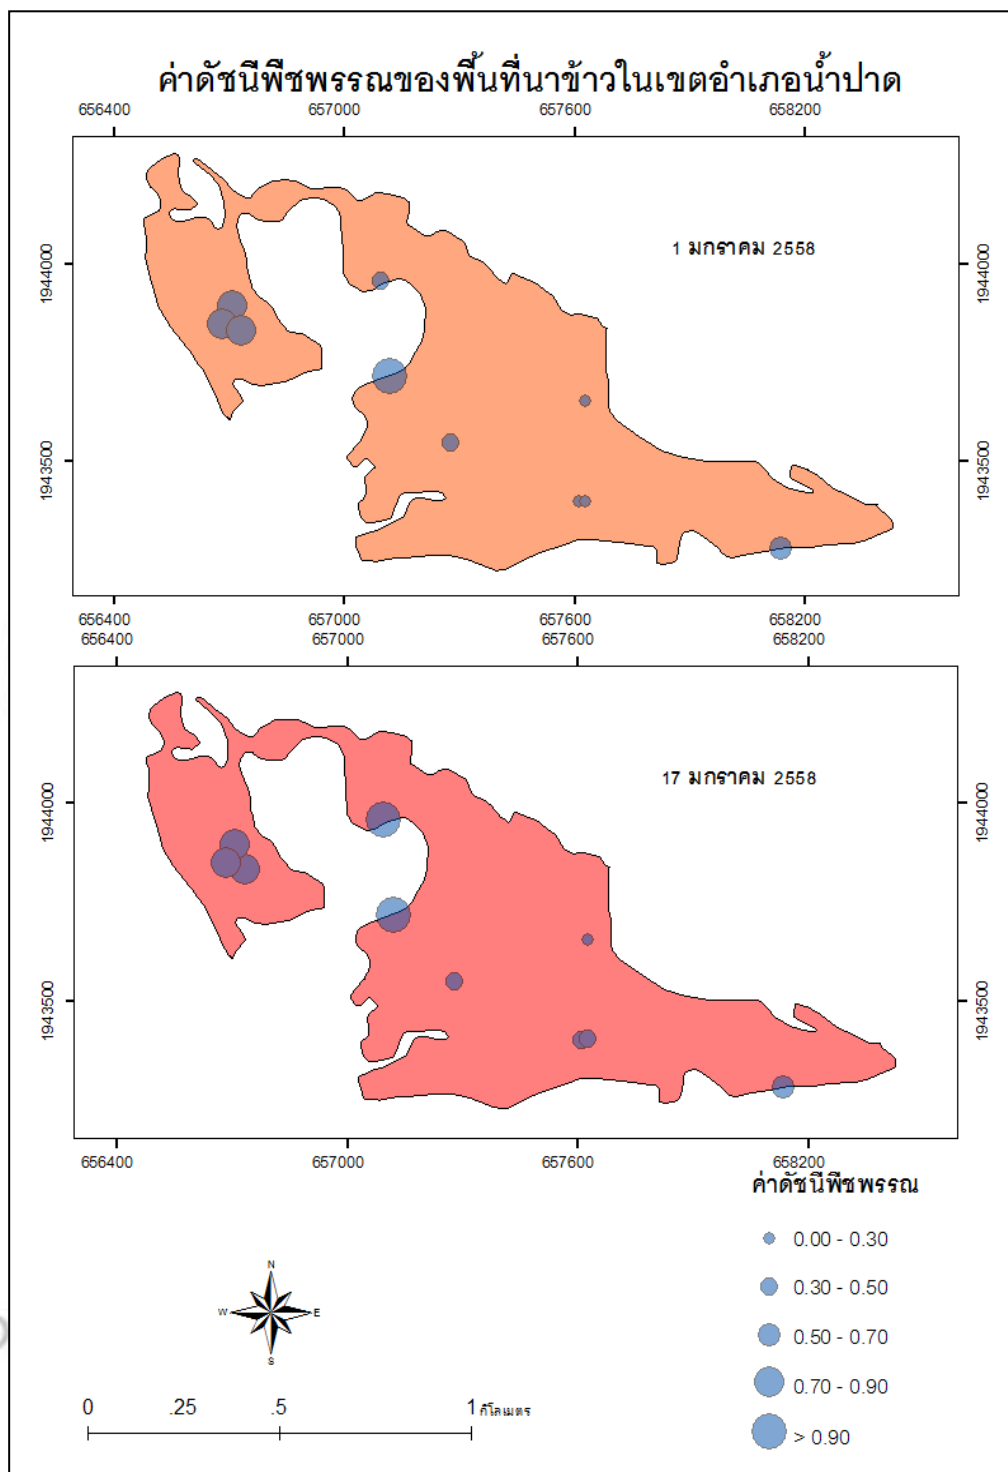 ค่าดัชนีพืชพรรณของพื้นที่นาข้าวในเขตอำเภอน้ำปาด
656400 657000 657600 658200
1 มกราคม 2558
1944000 1944000
1943500 1943500
656400 657000 657600 658200
656400 657000 657600 658200
17 มกราคม 2558
1944000 1944000
1943500 1943500
656400 657000 657600 658200
ค่าดัชนีพืชพรรณ
0.00 - 0.30
0.30 - 0.50
0.50 - 0.70
0.70 - 0.90
> 0.90
N
W E
S
0 .25 .5 1 กิโลเมตร